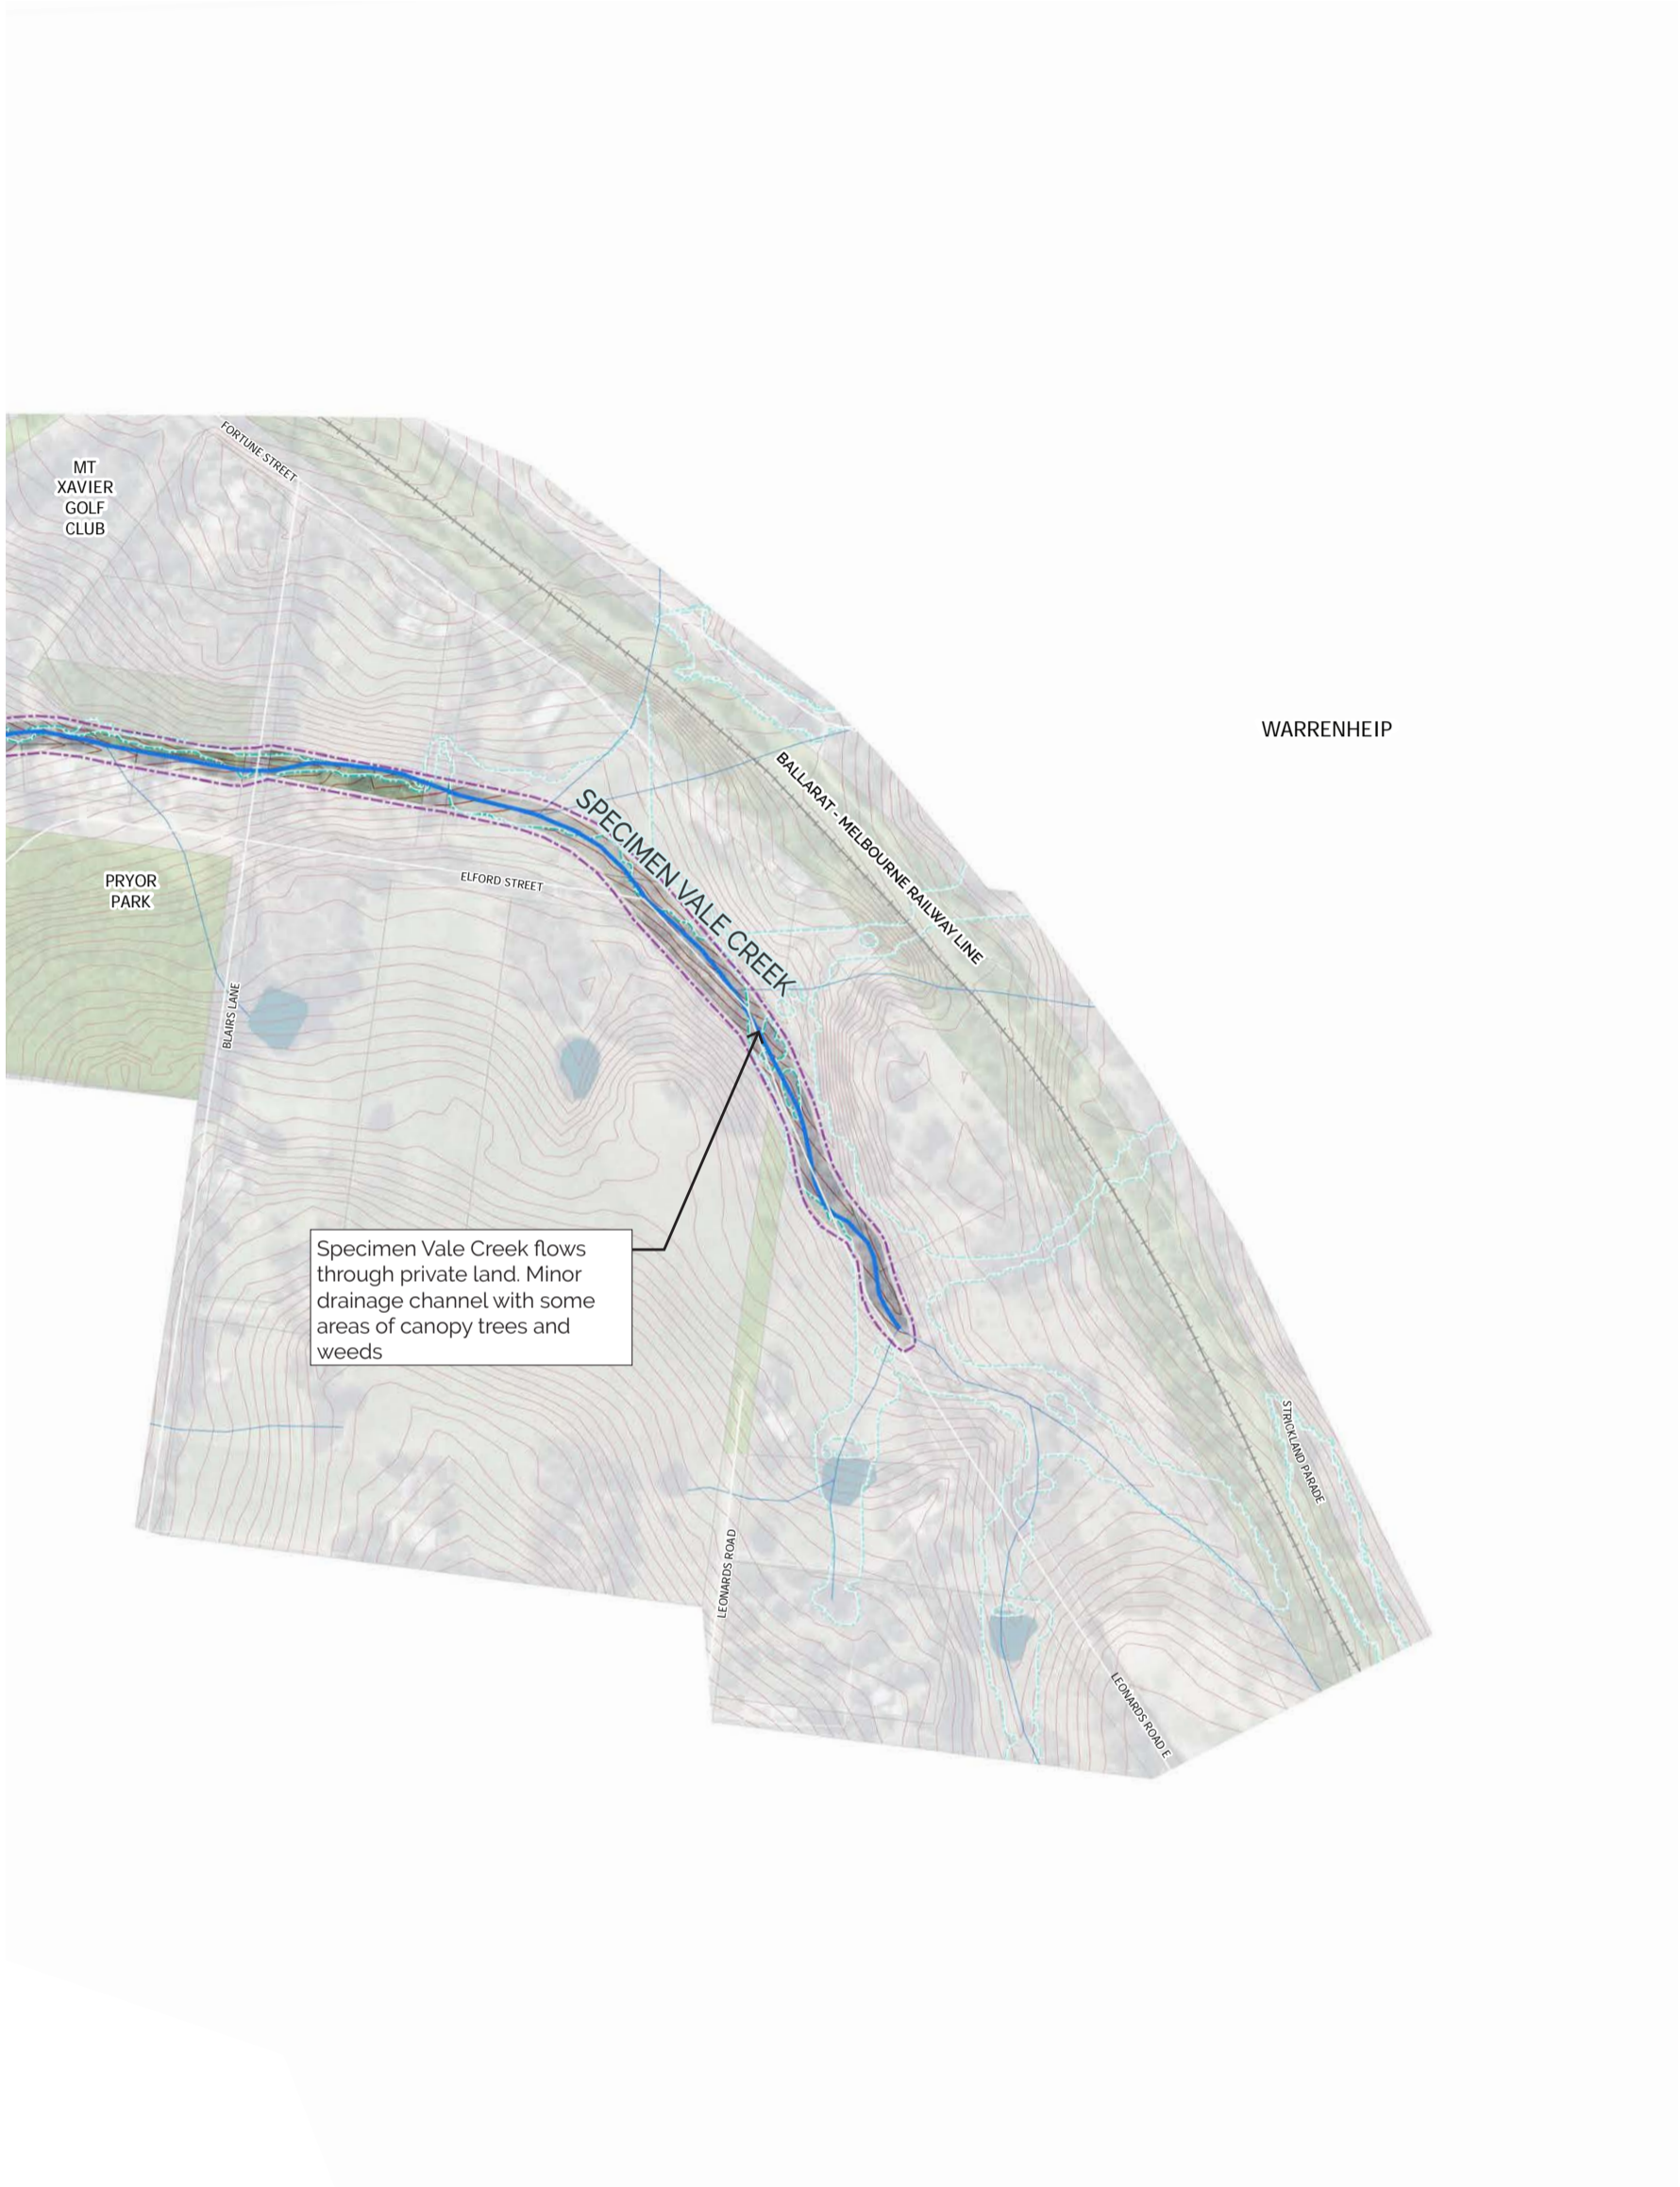 FORTUNE STREET
MT
XAVIER
GOLF
CLUB
WARRENHEIP
BALLARAT - MELBOURNE RAILWAY LINE
SPECIMEN VALE CREEK
ELFORD STREET
PRYOR
PARK
BLAIRS LANE
Specimen Vale Creek flows
through private land. Minor
drainage channel with some
areas of canopy trees and
weeds
STRICKLAND PARADE
LEONARDS ROAD
LEONARDS ROAD E